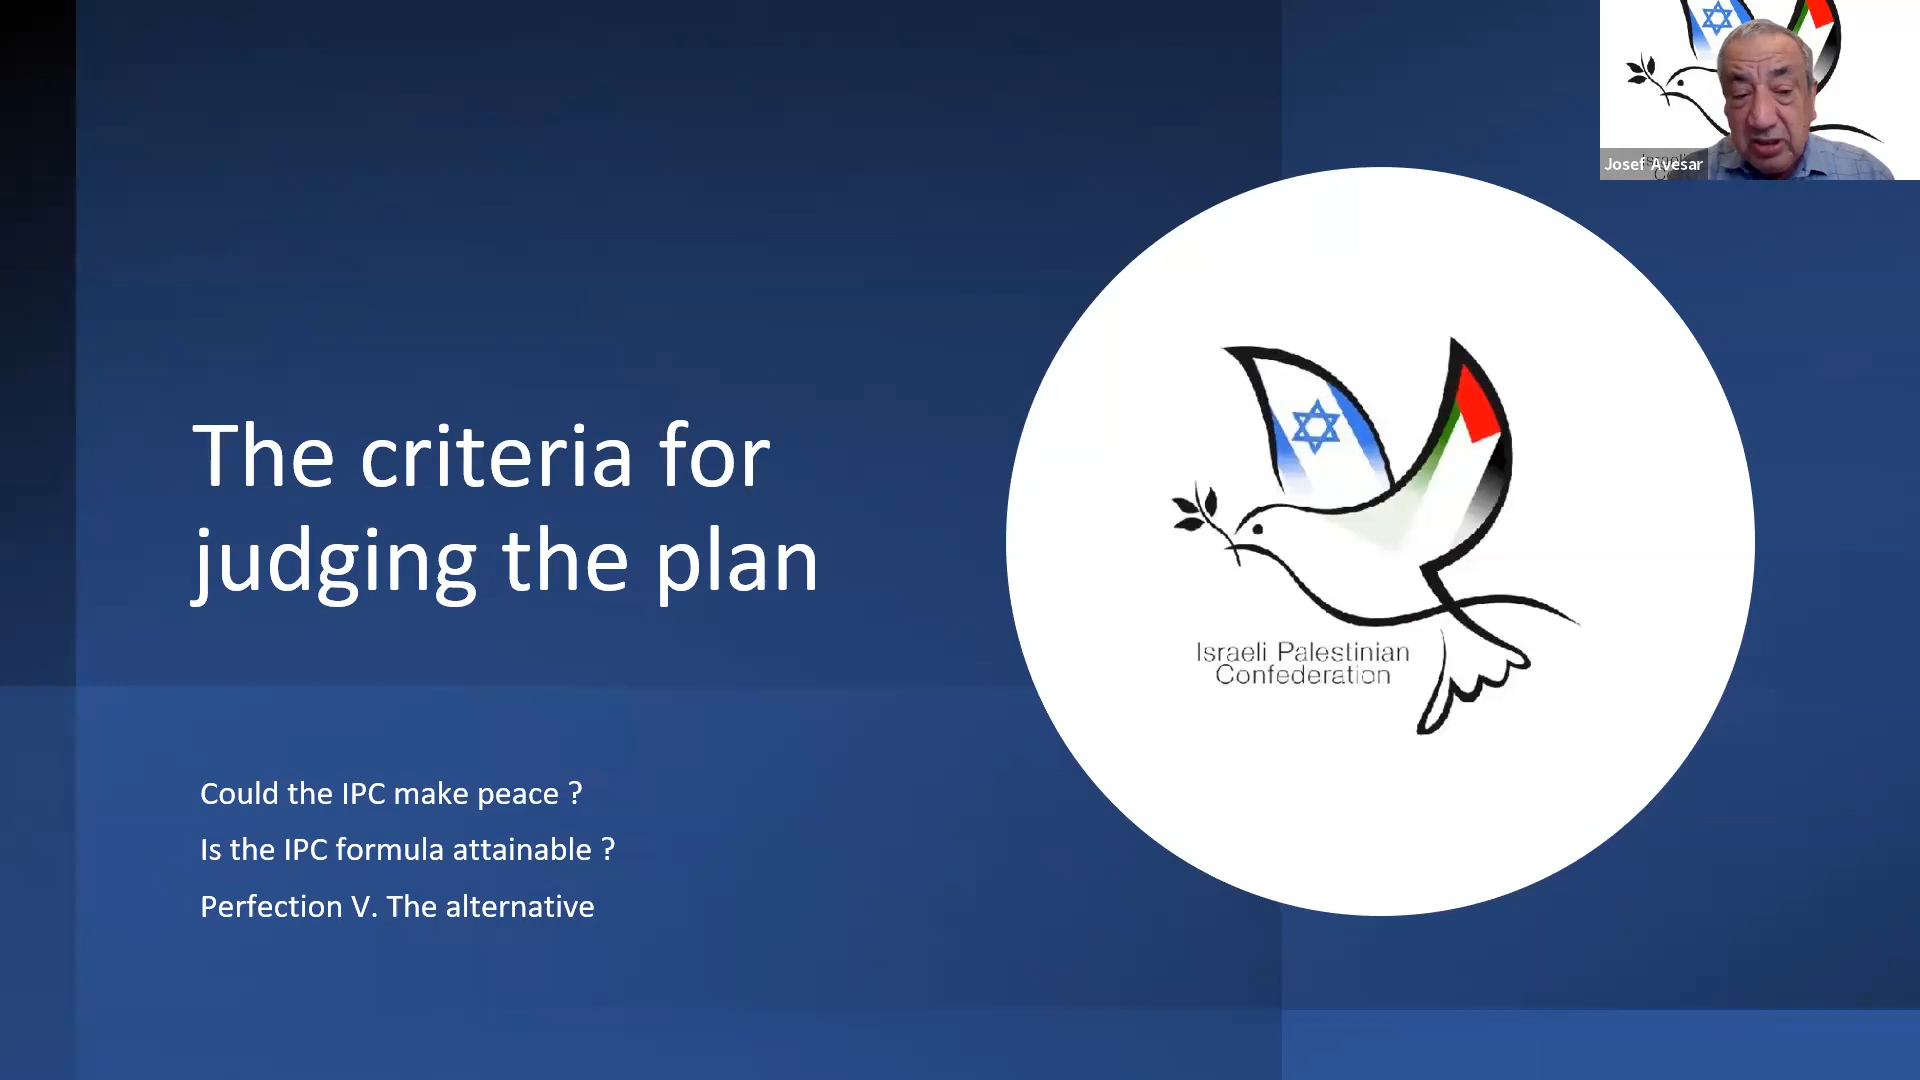 The criteria for
judging the plan
Could the IPC make peace ?
Is the IPC formula attainable ?
Perfection V. The alternative
Israeli Palestinian
Confederation
Josef Avesar